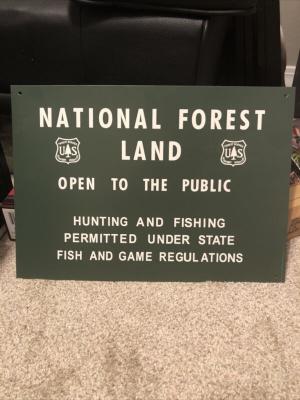 NATIONAL FOREST
LAND
U S
U S
OPEN TO THE PUBLIC
HUNTING AND FISHING
PERMITTED UNDER STATE
FISH AND GAME REGULATIONS